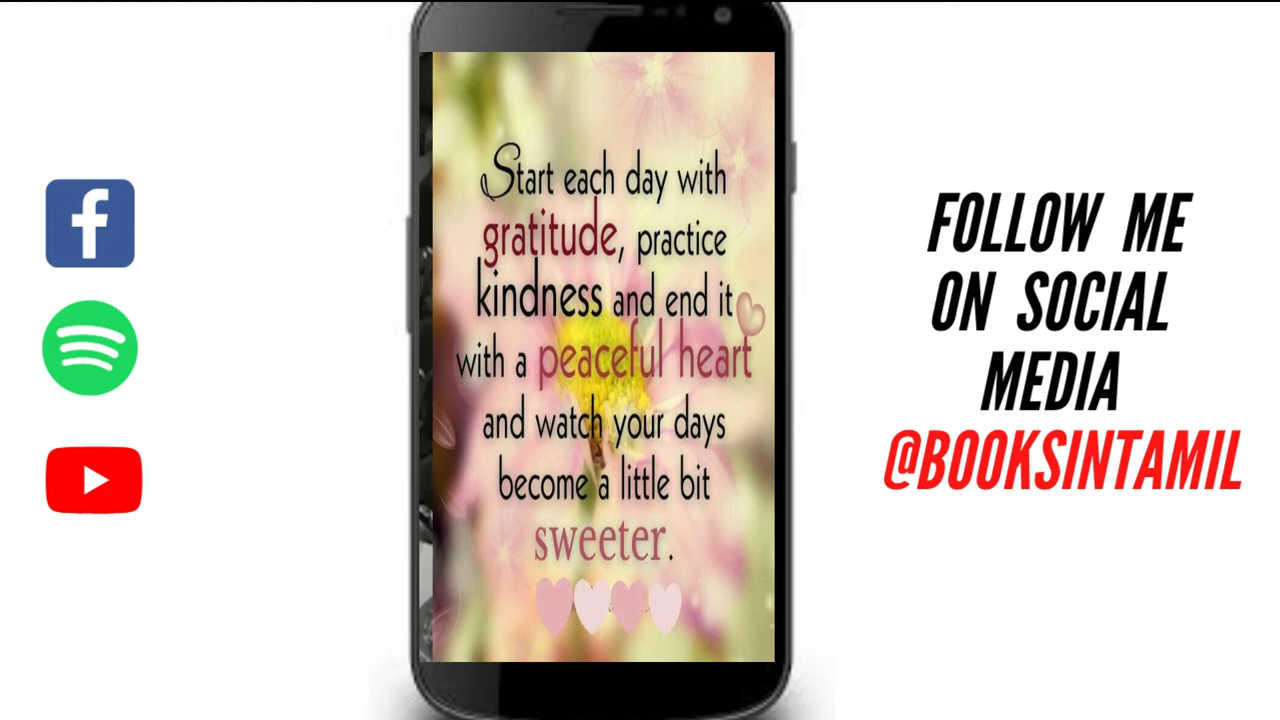 Start each day with
gratitude, practice
kindness and end it
with a peaceful heart
and watch your days
become a little bit
sweeter.
FOLLOW ME
ON SOCIAL
MEDIA
@BOOKSINTAMIL